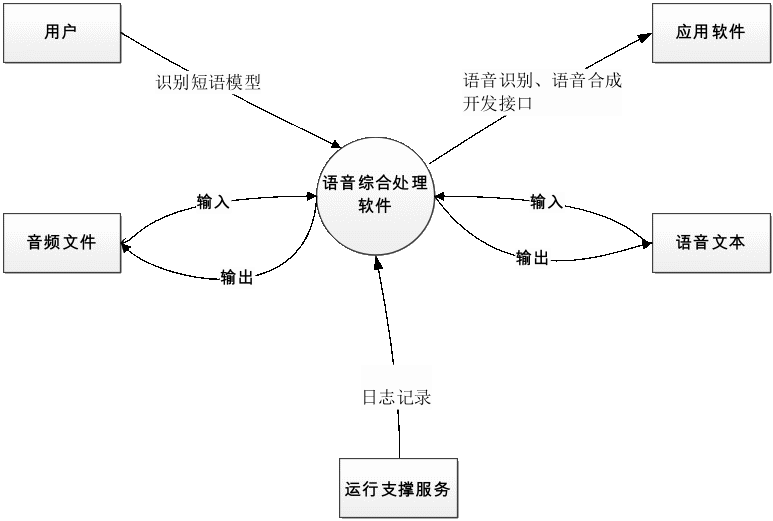 用户
应用软件
识别短语模型
语音识别、语音合成
开发接口
语音综合处理
软件
输入
输入
音频文件
语音文本
输出
输出
日志记录
运行支撑服务